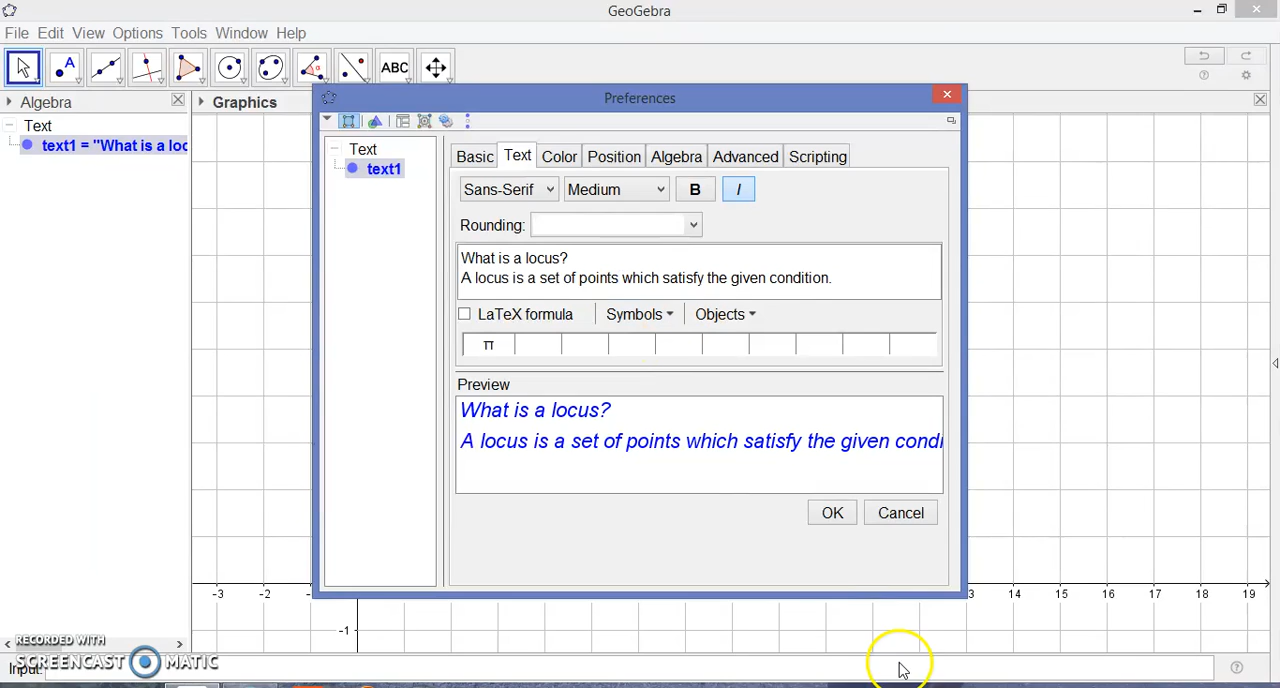 GeoGebra
File Edit View Options Tools Window Help
A
ABC
Algebra
Graphics
Text
text1 = "What is a loc
Preferences
Text
text1
Basic Text Color Position Algebra Advanced Scripting
Sans-Serif Medium B I
Rounding:
What is a locus?
A locus is a set of points which satisfy the given condition.
LaTeX formula Symbols Objects
π
Preview
What is a locus?
A locus is a set of points which satisfy the given condi
OK Cancel
-3 -2 3 14 15 16 17 18 19
-1
RECORDED WITH
SCREENCAST MATIC
Input: